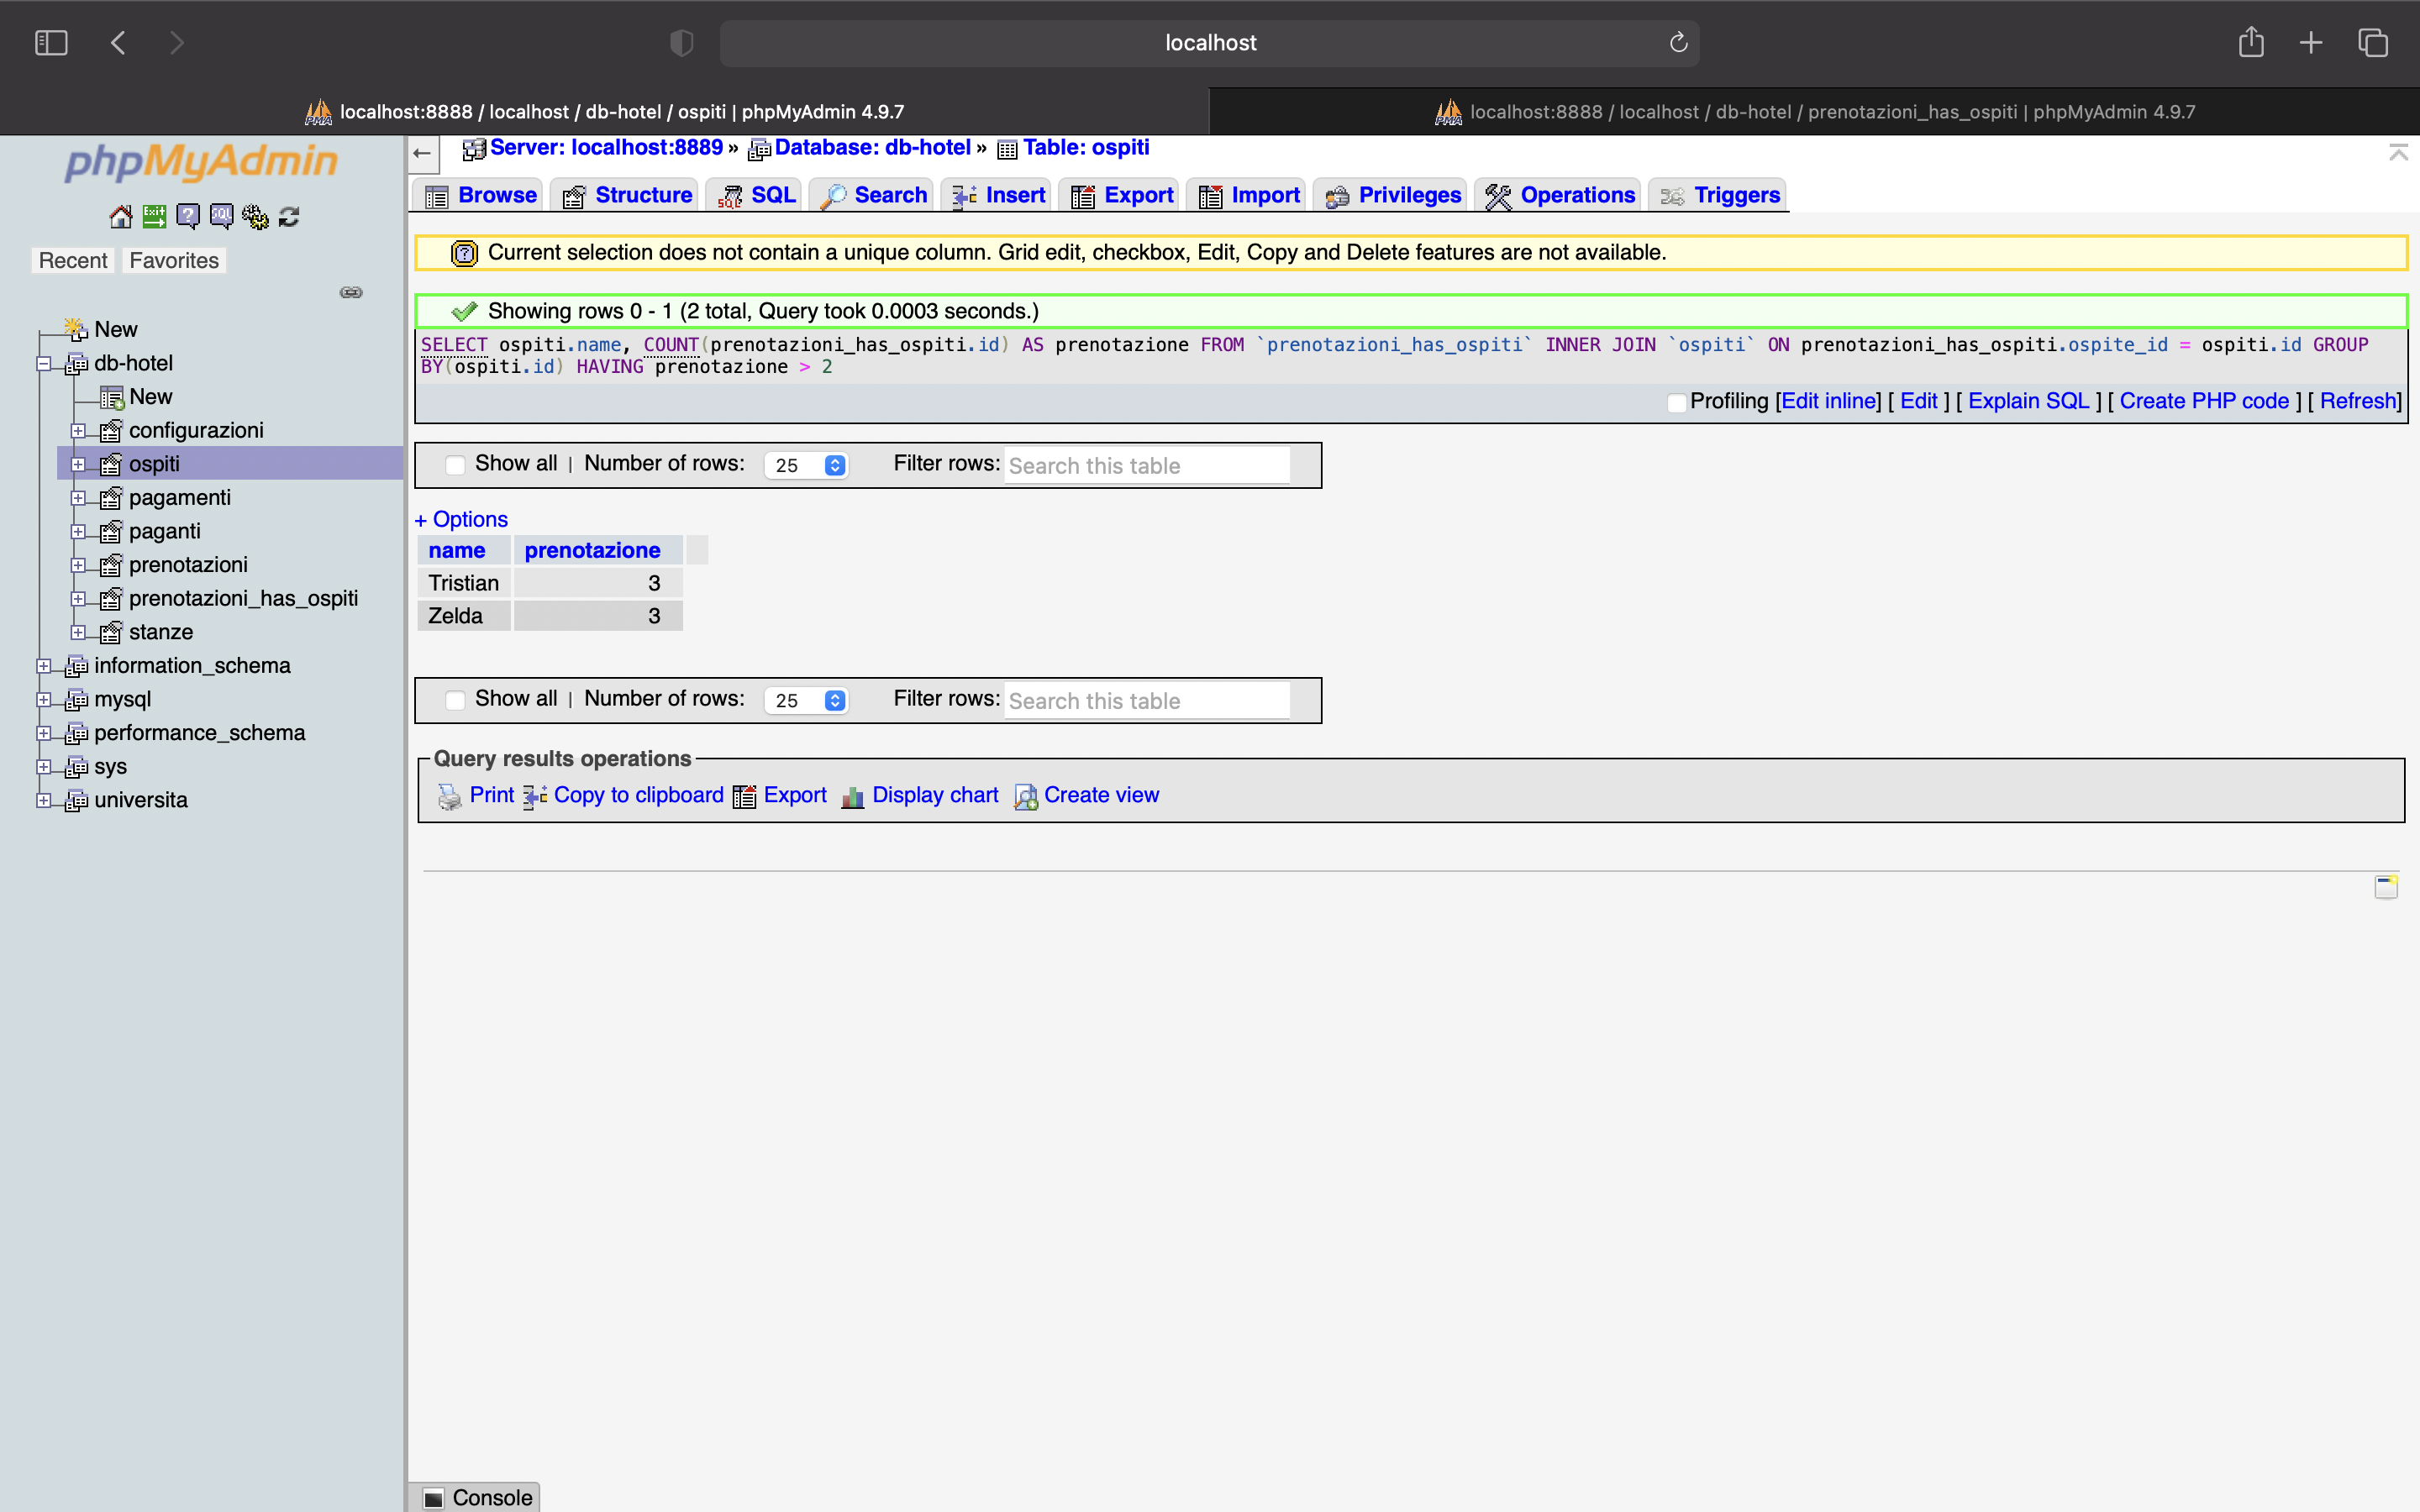 localhost
localhost:8888 / localhost / db-hotel / ospiti | phpMyAdmin 4.9.7
localhost:8888 / localhost / db-hotel / prenotazioni_has_ospiti | phpMyAdmin 4.9.7
phpMyAdmin
Recent Favorites
New
db-hotel
New
configurazioni
ospiti
pagamenti
paganti
prenotazioni
prenotazioni_has_ospiti
stanze
information_schema
mysql
performance_schema
sys
universita
Server: localhost:8889 » Database: db-hotel » Table: ospiti
Browse Structure SQL Search Insert Export Import Privileges Operations Triggers
Current selection does not contain a unique column. Grid edit, checkbox, Edit, Copy and Delete features are not available.
Showing rows 0 - 1 (2 total, Query took 0.0003 seconds.)
SELECT ospiti.name, COUNT(prenotazioni_has_ospiti.id) AS prenotazione FROM `prenotazioni_has_ospiti` INNER JOIN `ospiti` ON prenotazioni_has_ospiti.ospite_id = ospiti.id GROUP
BY(ospiti.id) HAVING prenotazione > 2
Profiling [Edit inline] [ Edit ] [ Explain SQL ] [ Create PHP code ] [ Refresh]
Show all | Number of rows: 25 Filter rows: Search this table
+ Options
name prenotazione
Tristian 3
Zelda 3
Show all | Number of rows: 25 Filter rows: Search this table
Query results operations
Print Copy to clipboard Export Display chart Create view
Console